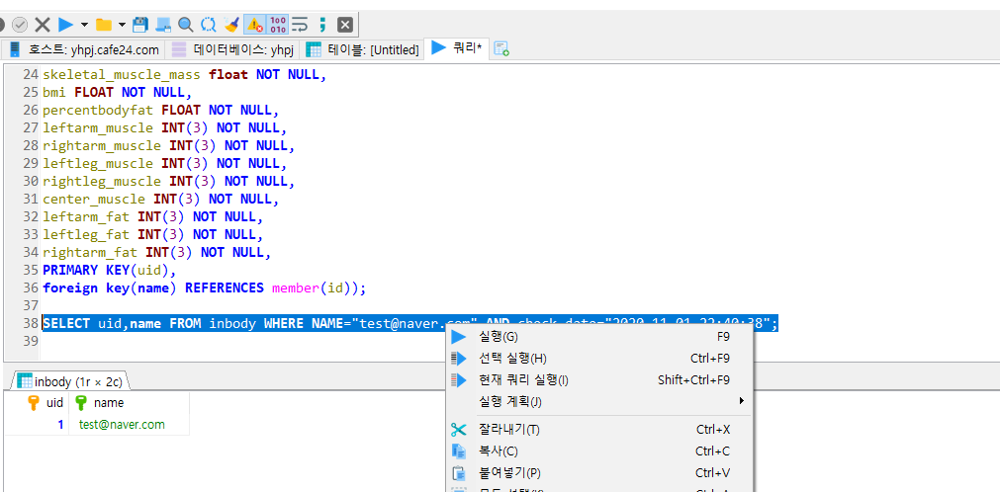 호스트: yhpj.cafe24.com 데이터베이스: yhpj 테이블: [Untitled] 쿼리*
24 skeletal_muscle_mass float NOT NULL,
25 bmi FLOAT NOT NULL,
26 percentbodyfat FLOAT NOT NULL,
27 leftarm_muscle INT(3) NOT NULL,
28 rightarm_muscle INT(3) NOT NULL,
29 leftleg_muscle INT(3) NOT NULL,
30 rightleg_muscle INT(3) NOT NULL,
31 center_muscle INT(3) NOT NULL,
32 leftarm_fat INT(3) NOT NULL,
33 leftleg_fat INT(3) NOT NULL,
34 rightarm_fat INT(3) NOT NULL,
35 PRIMARY KEY(uid),
36 foreign key(name) REFERENCES member(id));
37
38 SELECT uid,name FROM inbody WHERE NAME="test@naver.com" AND check_date="2020-11-01 22:40:38";
39
실행(G) F9
선택 실행(H) Ctrl+F9
현재 쿼리 실행(I) Shift+Ctrl+F9
실행 계획(J)
잘라내기(T) Ctrl+X
복사(C) Ctrl+C
붙여넣기(P) Ctrl+V
inbody (1r × 2c)
uid name
1 test@naver.com